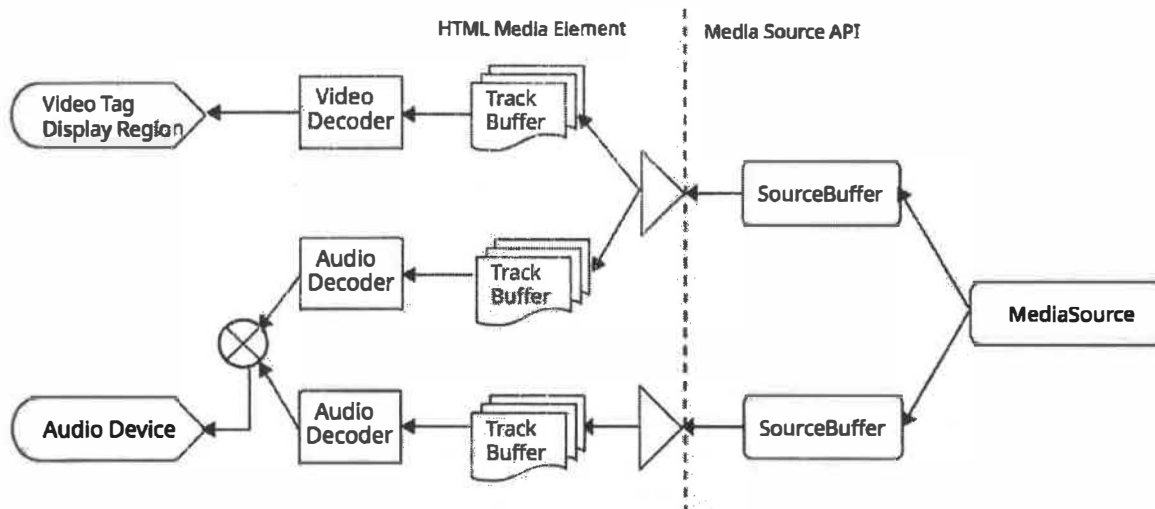 HTML Media Element
Media Source API
Video Tag
Display Region
Video
Decoder
Track
Buffer
SourceBuffer
Audio
Decoder
Track
Buffer
MediaSource
Audio Device
Audio
Decoder
Track
Buffer
SourceBuffer